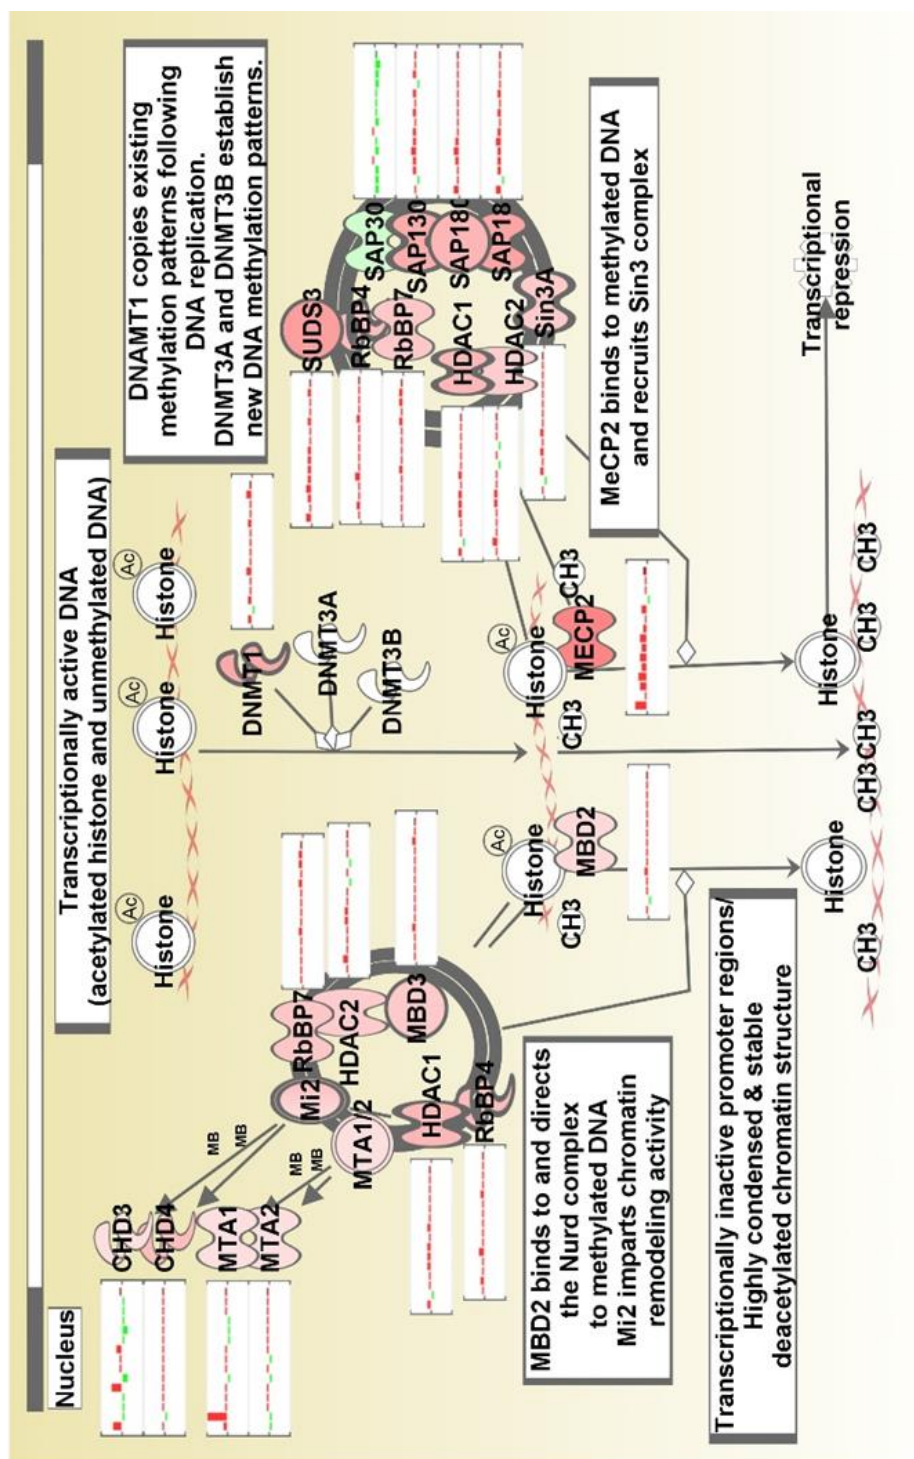 Nucleus
Transcriptionally active DNA
(acetylated histone and unmethylated DNA)
DNAMT1 copies existing
methylation patterns following
DNA replication.
DNMT3A and DNMT3B establish
new DNA methylation patterns.
Ac
Histone
Ac
Histone
Ac
Histone
CHD3
CHD4
MTA1
MTA2
MB
MB
MB
MB
Mi2
MTA1/2
RbBP7
HDAC2
MBD3
HDAC1
RbBP4
DNMT1
DNMT3A
DNMT3B
SUDS3
RbBP4
RbBP7
HDAC1
HDAC2
Sin3A
SAP30
SAP130
SAP180
SAP18
Ac
Histone
CH3
MBD2
CH3
Ac
Histone
MECP2
CH3
MBD2 binds to and directs
the Nurd complex
to methylated DNA
Mi2 imparts chromatin
remodeling activity
MeCP2 binds to methylated DNA
and recruits Sin3 complex
Transcriptionally inactive promoter regions/
Highly condensed & stable
deacetylated chromatin structure
Histone
Histone
Transcriptional
repression
CH3
CH3
CH3
CH3
CH3